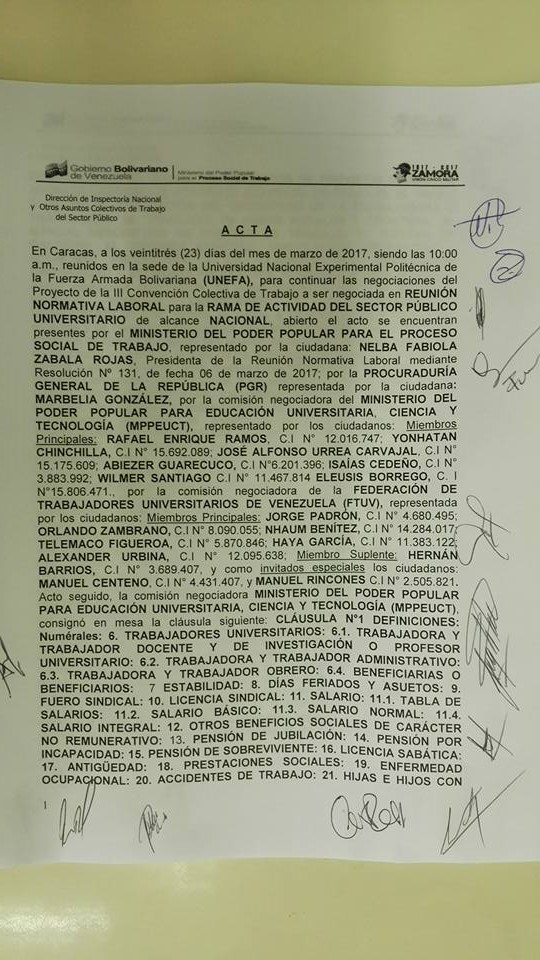 Gobierno Bolivariano
de Venezuela
Ministerio del Poder Popular
para el Proceso Social de Trabajo
1817 - 2017
ZAMORA
UNIÓN CÍVICO MILITAR
Dirección de Inspectoría Nacional
y Otros Asuntos Colectivos de Trabajo
del Sector Público
A C T A
En Caracas, a los veintitrés (23) días del mes de marzo de 2017, siendo las 10:00
a.m., reunidos en la sede de la Universidad Nacional Experimental Politécnica de
la Fuerza Armada Bolivariana (UNEFA), para continuar las negociaciones del
Proyecto de la III Convención Colectiva de Trabajo a ser negociada en REUNIÓN
NORMATIVA LABORAL para la RAMA DE ACTIVIDAD DEL SECTOR PÚBLICO
UNIVERSITARIO de alcance NACIONAL, abierto el acto se encuentran
presentes por el MINISTERIO DEL PODER POPULAR PARA EL PROCESO
SOCIAL DE TRABAJO, representado por la ciudadana: NELBA FABIOLA
ZABALA ROJAS, Presidenta de la Reunión Normativa Laboral mediante
Resolución Nº 131, de fecha 06 de marzo de 2017; por la PROCURADURÍA
GENERAL DE LA REPÚBLICA (PGR) representada por la ciudadana:
MARBELIA GONZÁLEZ, por la comisión negociadora del MINISTERIO DEL
PODER POPULAR PARA EDUCACIÓN UNIVERSITARIA, CIENCIA Y
TECNOLOGÍA (MPPEUCT), representado por los ciudadanos: Miembros
Principales: RAFAEL ENRIQUE RAMOS, C.I N° 12.016.747; YONHATAN
CHINCHILLA, C.I N° 15.692.089; JOSÉ ALFONSO URREA CARVAJAL, C.I N°
15.175.609; ABIEZER GUARECUCO, C.I N°6.201.396; ISAÍAS CEDEÑO, C.I N°
3.883.992; WILMER SANTIAGO C.I N° 11.467.814 ELEUSIS BORREGO, C. I
N°15.806.471., por la comisión negociadora de la FEDERACIÓN DE
TRABAJADORES UNIVERSITARIOS DE VENEZUELA (FTUV), representada
por los ciudadanos: Miembros Principales: JORGE PADRÓN, C.I N° 4.680.495;
ORLANDO ZAMBRANO, C.I N° 8.090.055; NHAUM BENÍTEZ, C.I N° 14.284.017;
TELEMACO FIGUEROA, C.I N° 5.870.846; HAYA GARCÍA, C.I N° 11.383.122;
ALEXANDER URBINA, C.I N° 12.095.638; Miembro Suplente: HERNÁN
BARRIOS, C.I N° 3.689.407, y como invitados especiales los ciudadanos:
MANUEL CENTENO, C.I N° 4.431.407, y MANUEL RINCONES C.I N° 2.505.821.
Acto seguido, la comisión negociadora MINISTERIO DEL PODER POPULAR
PARA EDUCACIÓN UNIVERSITARIA, CIENCIA Y TECNOLOGÍA (MPPEUCT),
consignó en mesa la cláusula siguiente: CLÁUSULA N°1 DEFINICIONES:
Numérales: 6. TRABAJADORES UNIVERSITARIOS: 6.1. TRABAJADORA Y
TRABAJADOR DOCENTE Y DE INVESTIGACIÓN O PROFESOR
UNIVERSITARIO: 6.2. TRABAJADORA Y TRABAJADOR ADMINISTRATIVO:
6.3. TRABAJADORA Y TRABAJADOR OBRERO: 6.4. BENEFICIARIAS O
BENEFICIARIOS: 7 ESTABILIDAD: 8. DÍAS FERIADOS Y ASUETOS: 9.
FUERO SINDICAL: 10. LICENCIA SINDICAL: 11. SALARIO: 11.1. TABLA DE
SALARIOS: 11.2. SALARIO BÁSICO: 11.3. SALARIO NORMAL: 11.4.
SALARIO INTEGRAL: 12. OTROS BENEFICIOS SOCIALES DE CARÁCTER
NO REMUNERATIVO: 13. PENSIÓN DE JUBILACIÓN: 14. PENSIÓN POR
INCAPACIDAD: 15. PENSIÓN DE SOBREVIVIENTE: 16. LICENCIA SABÁTICA:
17. ANTIGÜEDAD: 18. PRESTACIONES SOCIALES: 19. ENFERMEDAD
OCUPACIONAL: 20. ACCIDENTES DE TRABAJO: 21. HIJAS E HIJOS CON
1